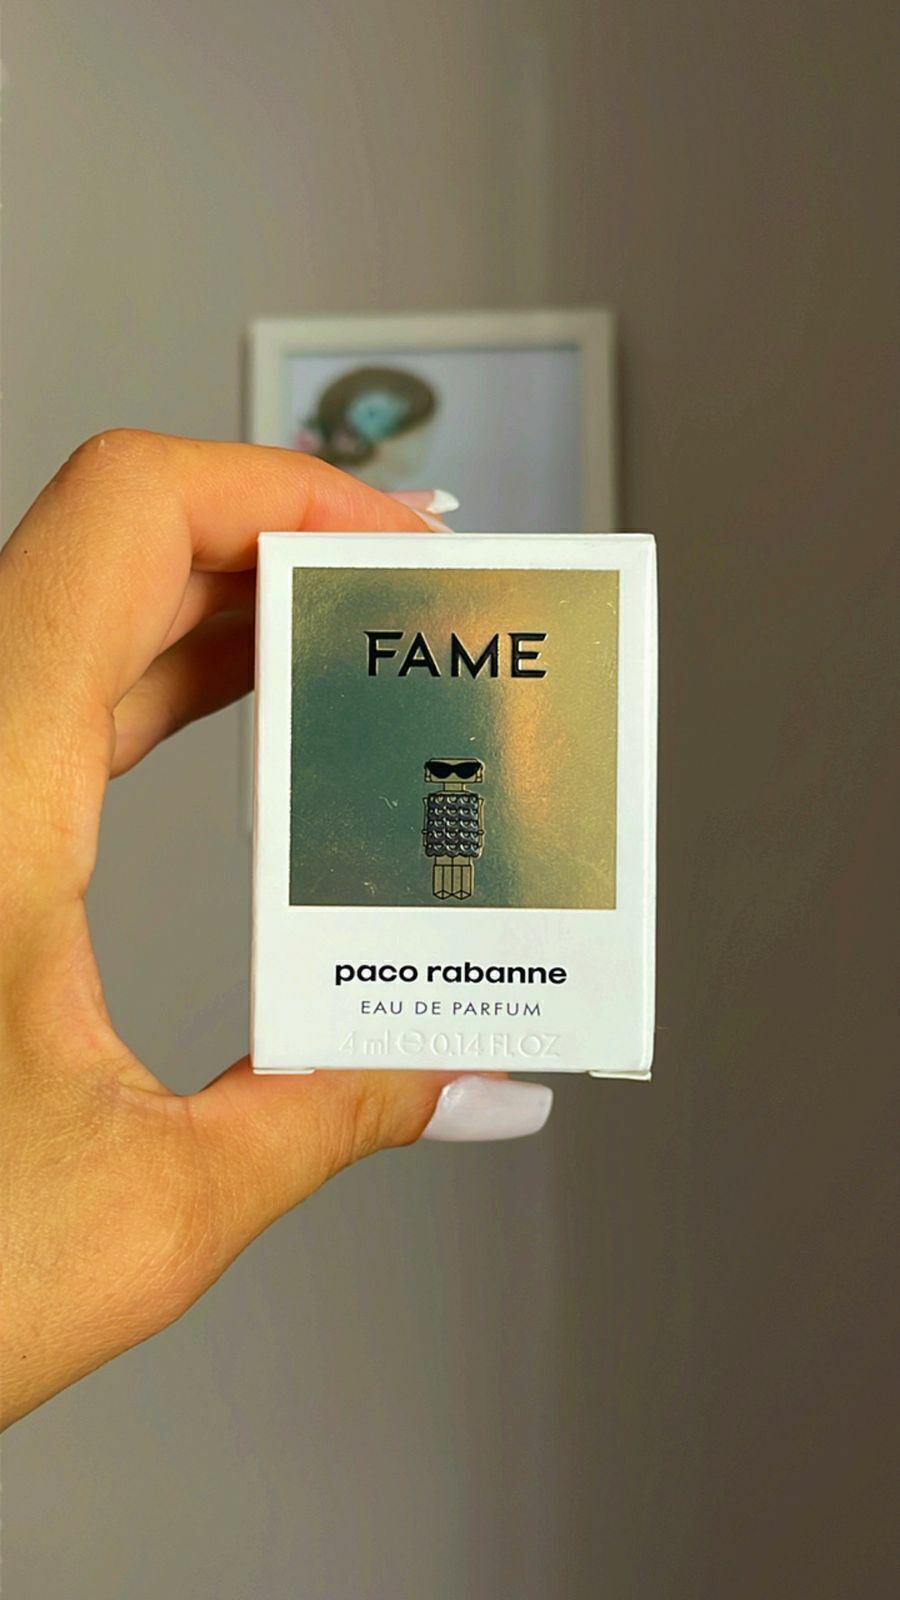 FAME
paco rabanne
EAU DE PARFUM
4 ml ℮ 0.14 FL OZ